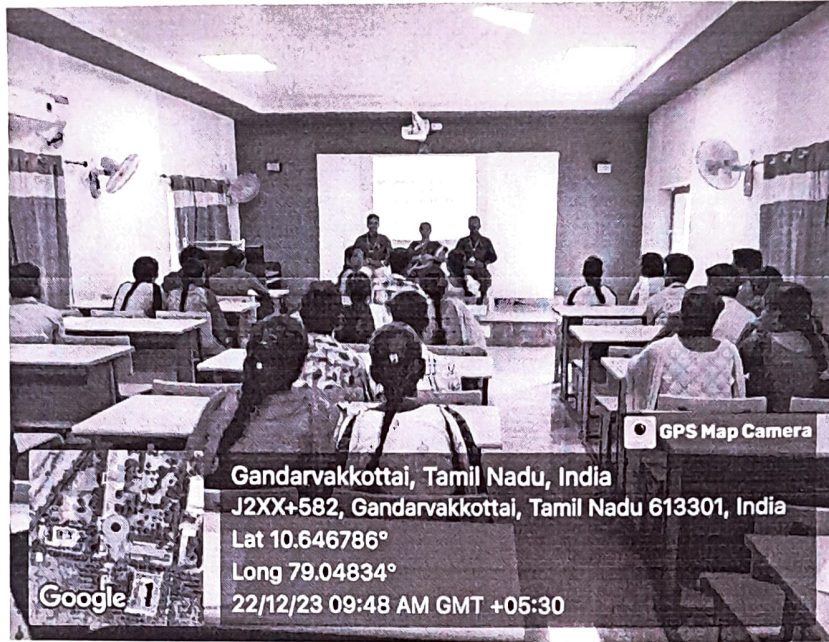 GPS Map Camera
Gandarvakkottai, Tamil Nadu, India
J2XX+582, Gandarvakkottai, Tamil Nadu 613301, India
Lat 10.646786°
Long 79.04834°
22/12/23 09:48 AM GMT +05:30
Google